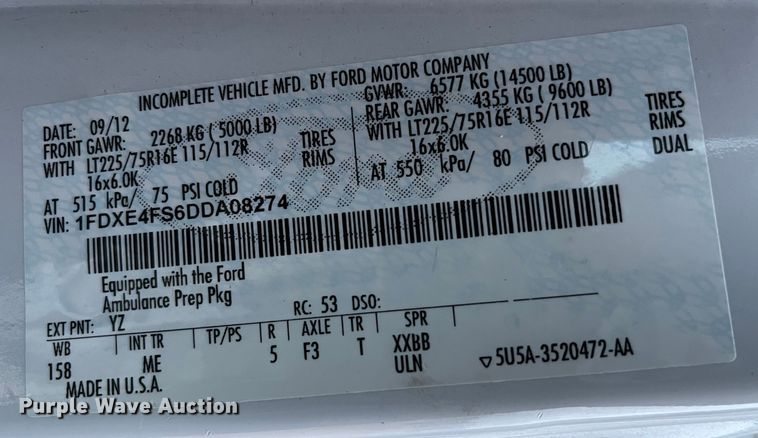 INCOMPLETE VEHICLE MFD. BY FORD MOTOR COMPANY
DATE: 09/12
GVWR: 6577 KG (14500 LB)
FRONT GAWR: 2268 KG ( 5000 LB)
REAR GAWR: 4355 KG ( 9600 LB)
WITH LT225/75R16E 115/112R TIRES
WITH LT225/75R16E 115/112R TIRES
16x6.0K RIMS
16x6.0K RIMS
AT 515 kPa/ 75 PSI COLD
AT 550 kPa/ 80 PSI COLD DUAL
VIN: 1FDXE4FS6DDA08274
Equipped with the Ford
Ambulance Prep Pkg
EXT PNT: YZ RC: 53 DSO:
WB INT TR TP/PS R AXLE TR SPR
158 ME 5 F3 T XXBB
ULN ▽5U5A-3520472-AA
MADE IN U.S.A.
Purple Wave Auction